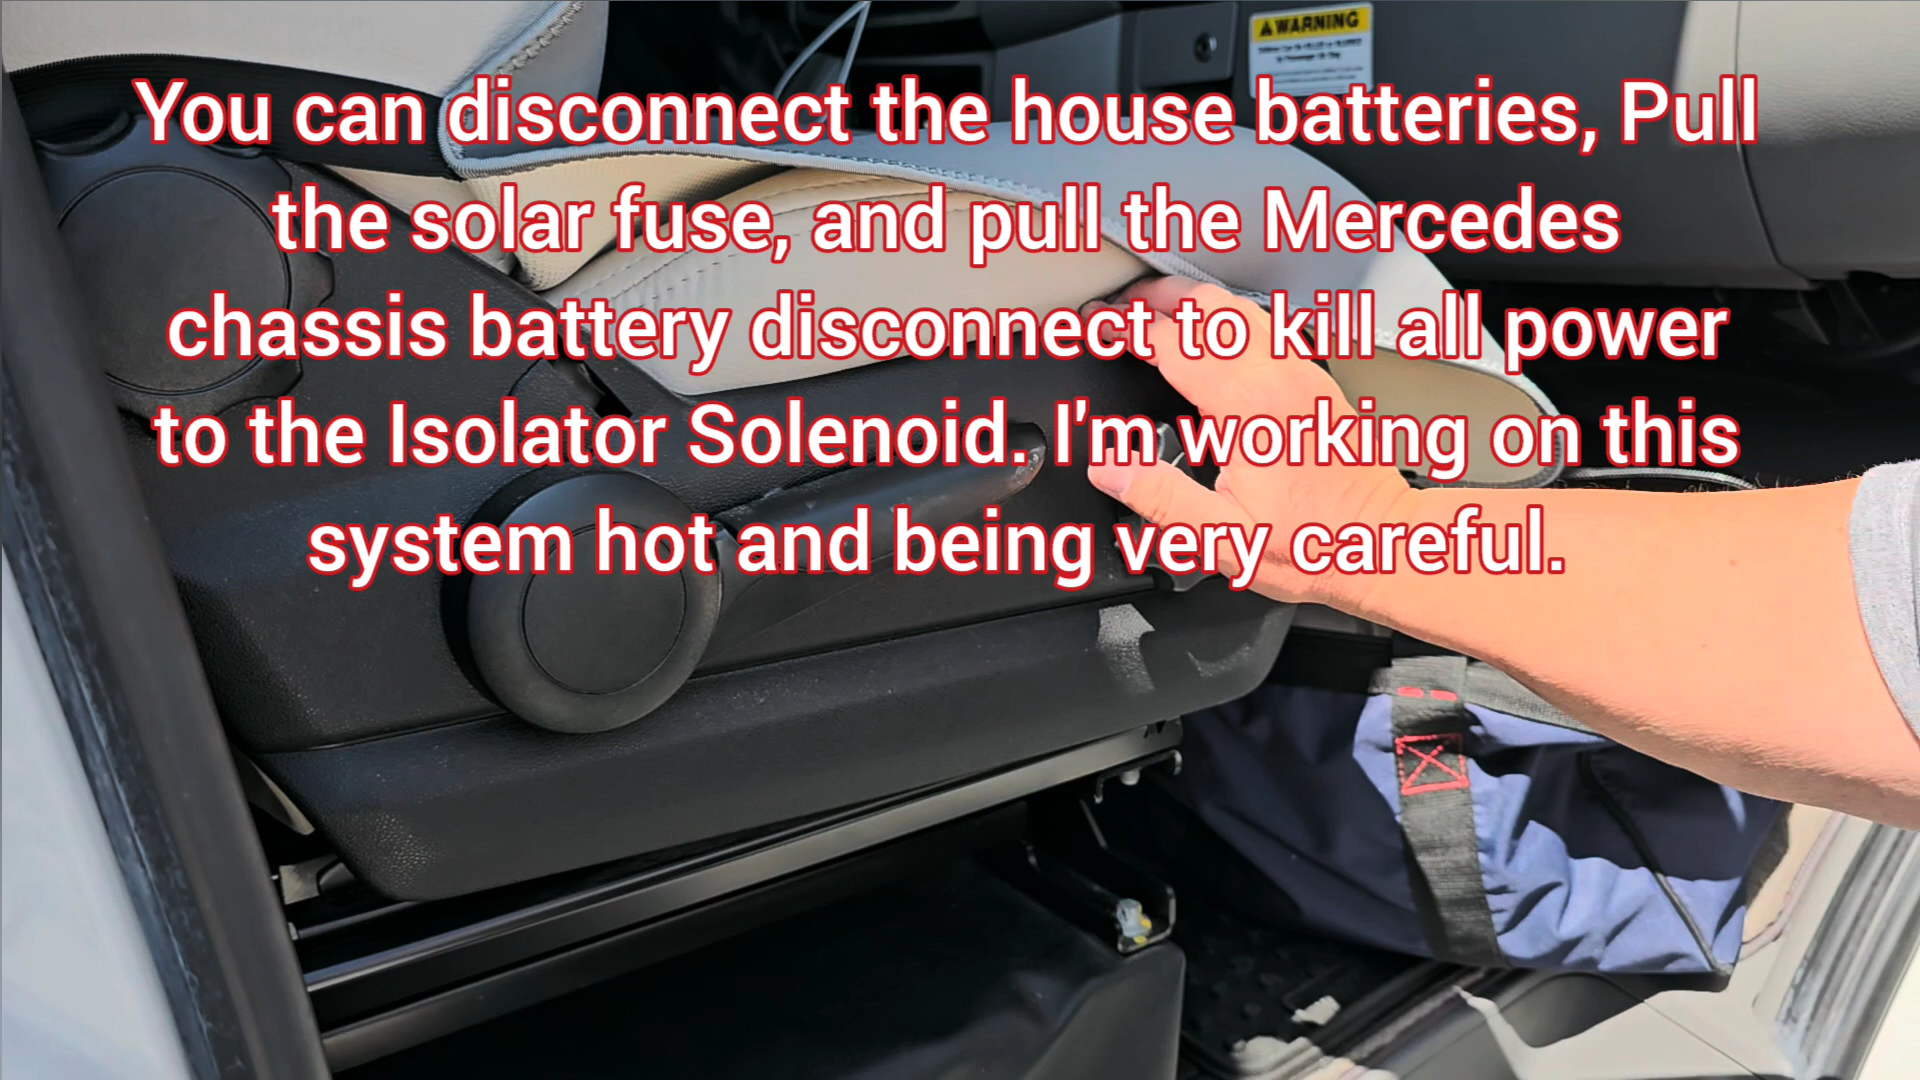 WARNING
You can disconnect the house batteries, Pull
the solar fuse, and pull the Mercedes
chassis battery disconnect to kill all power
to the Isolator Solenoid. I'm working on this
system hot and being very careful.